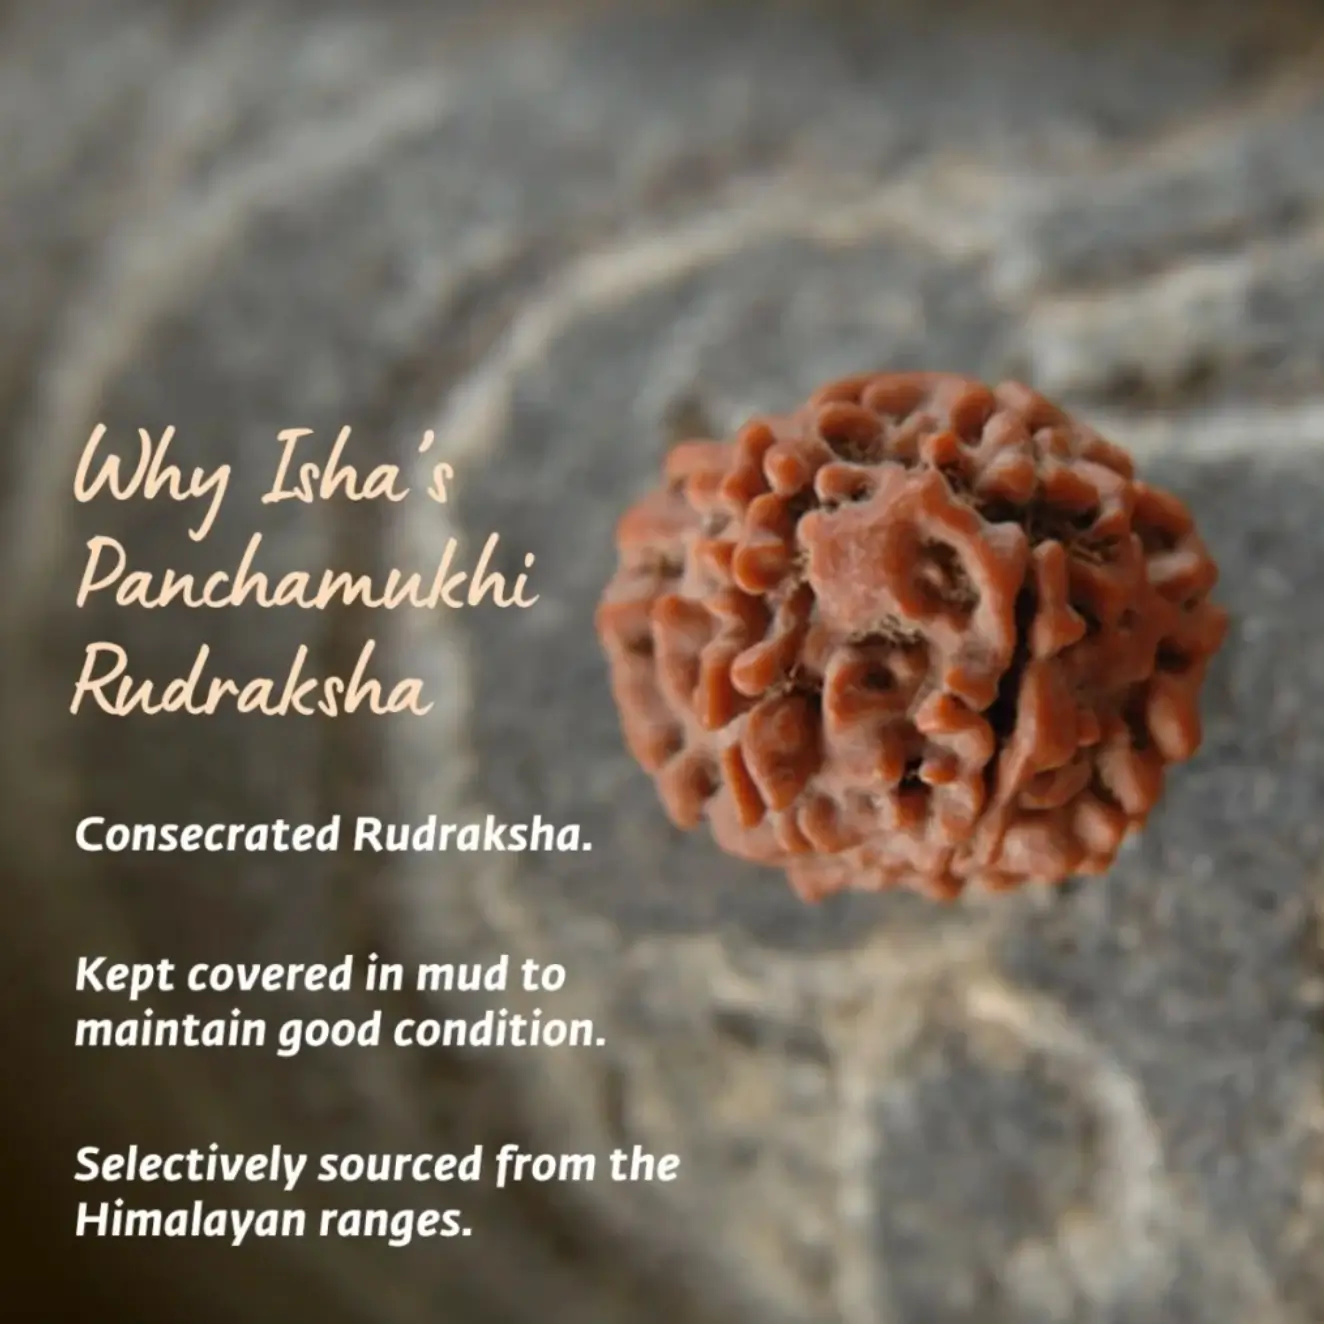 Why Isha's
Panchamukhi
Rudraksha
Consecrated Rudraksha.
Kept covered in mud to
maintain good condition.
Selectively sourced from the
Himalayan ranges.